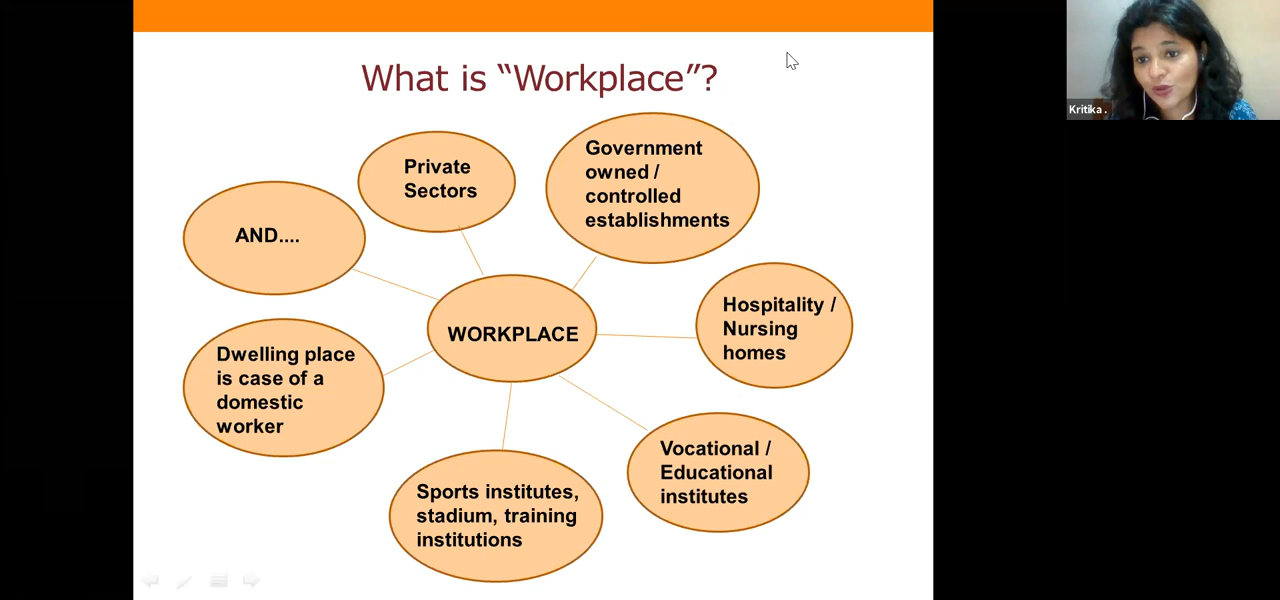 What is “Workplace”?
Private
Sectors
Government
owned /
controlled
establishments
AND....
Hospitality /
Nursing
homes
WORKPLACE
Dwelling place
is case of a
domestic
worker
Vocational /
Educational
institutes
Sports institutes,
stadium, training
institutions
Kritika .